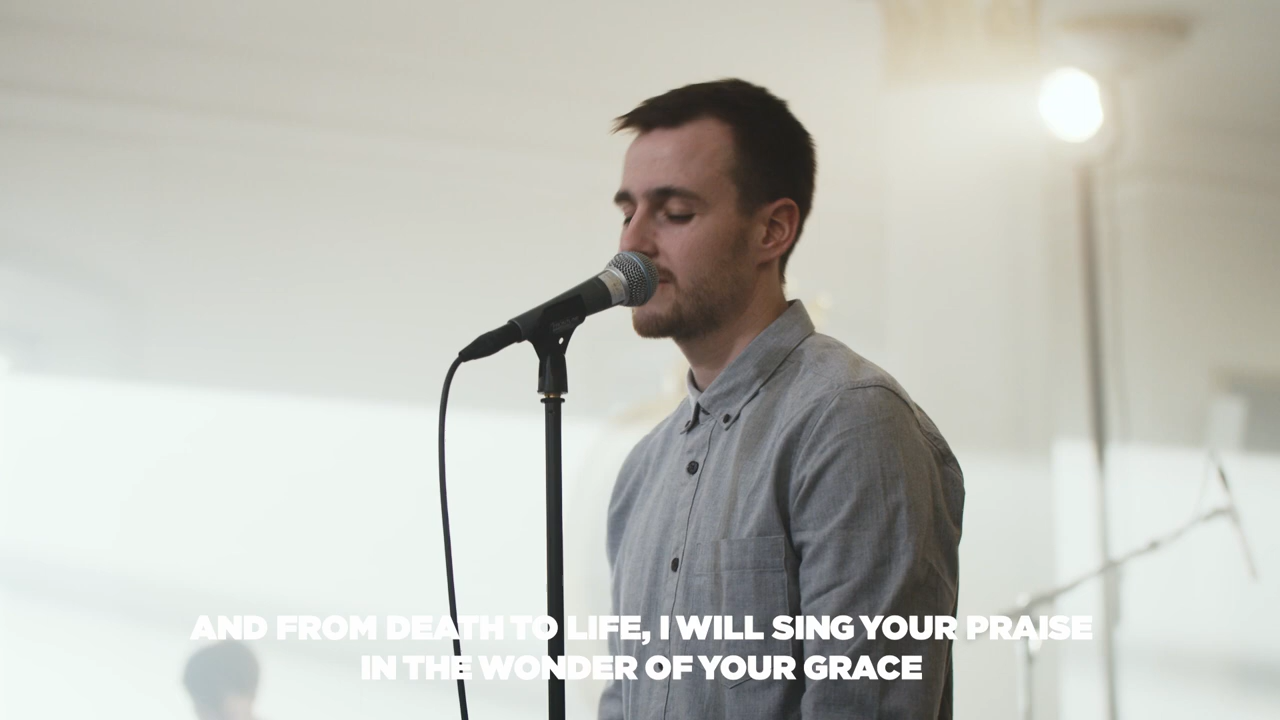 AND FROM DEATH TO LIFE, I WILL SING YOUR PRAISE
IN THE WONDER OF YOUR GRACE